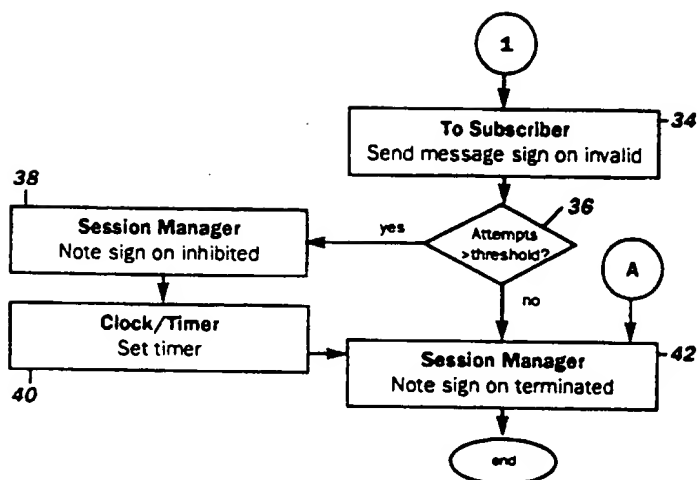 1
To Subscriber
Send message sign on invalid
34
38
Session Manager
Note sign on inhibited
yes
Attempts
>threshold?
36
A
no
Clock/Timer
Set timer
40
Session Manager
Note sign on terminated
42
end